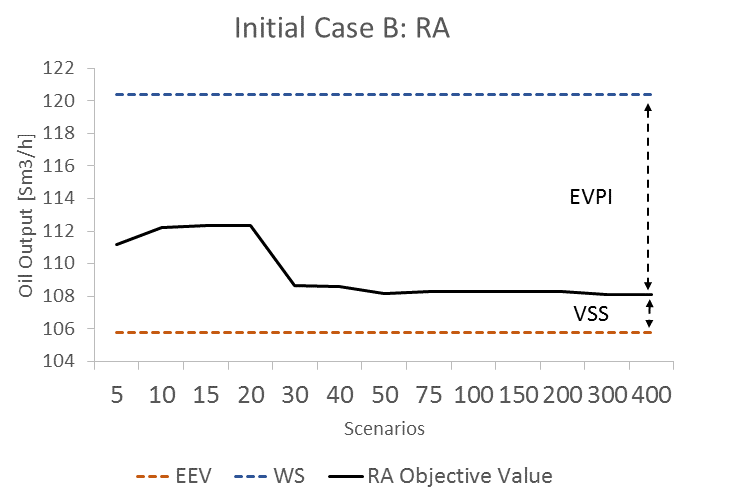 Initial Case B: RA
122
120
118
116
114
112
110
108
106
104
Oil Output [Sm3/h]
EVPI
VSS
5 10 15 20 30 40 50 75 100 150 200 300 400
Scenarios
EEV WS RA Objective Value